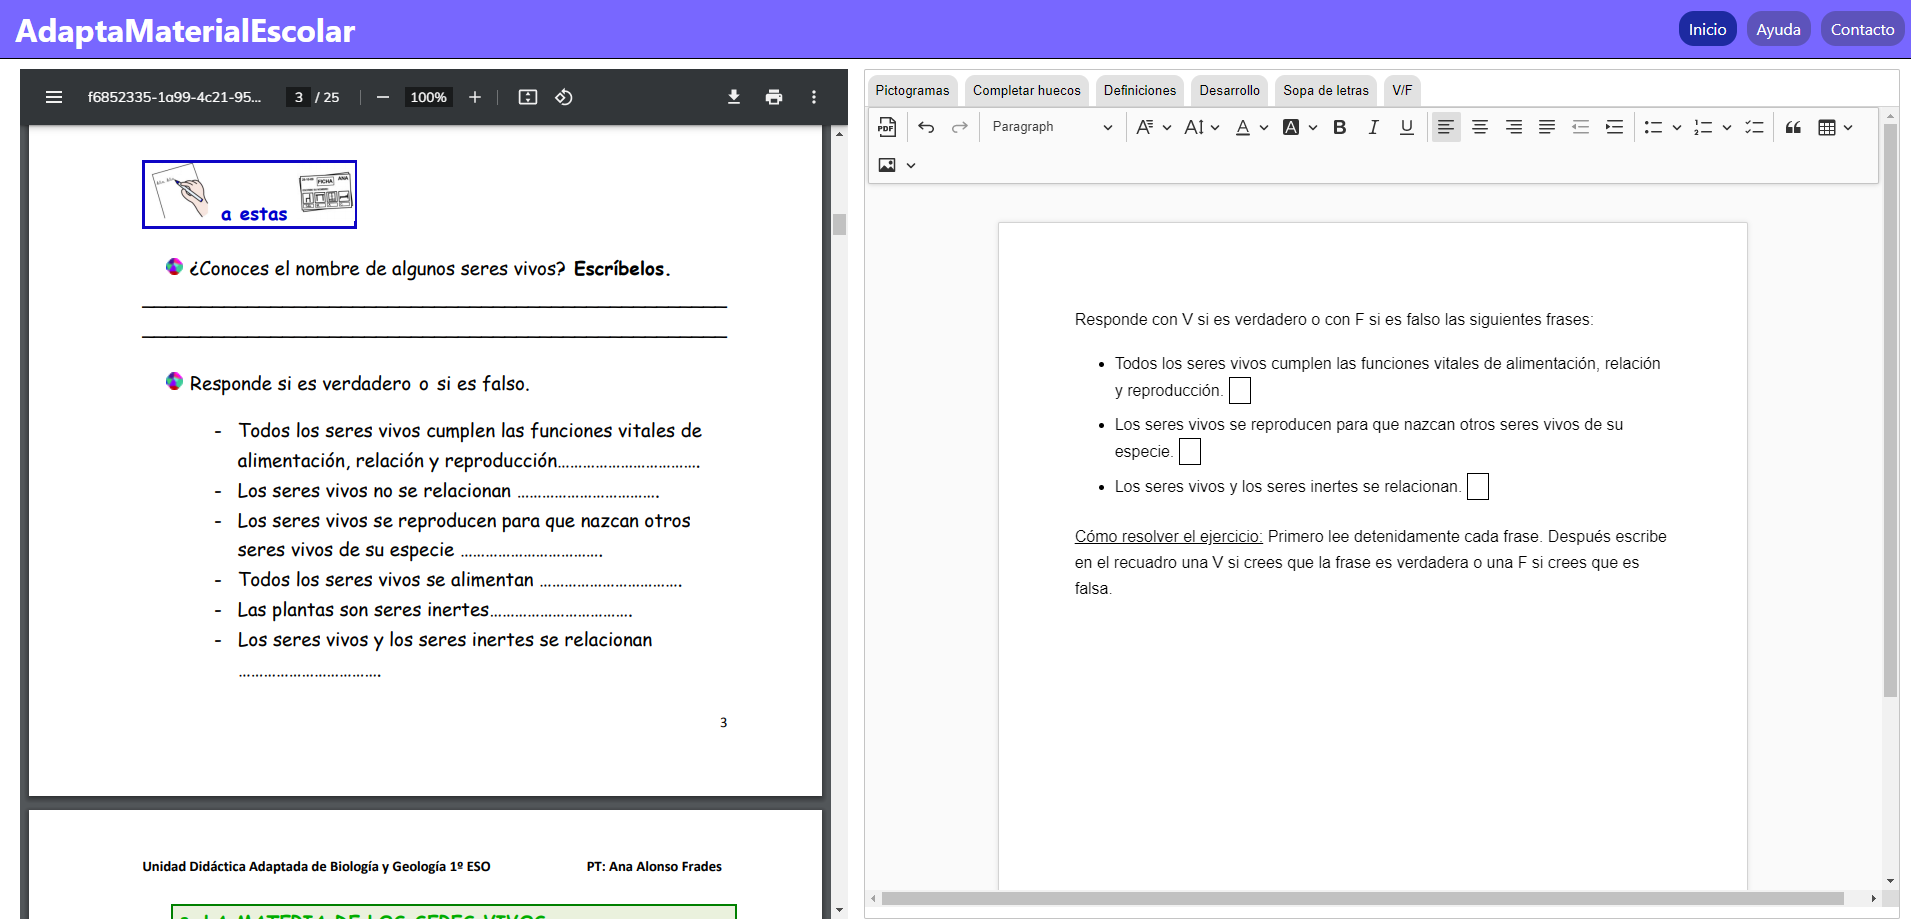 AdaptaMaterialEscolar
Inicio Ayuda Contacto
f6852335-1a99-4c21-95... 3 / 25 100%
a estas
FICHA ANA
¿Conoces el nombre de algunos seres vivos? Escríbelos.
Responde si es verdadero o si es falso.
- Todos los seres vivos cumplen las funciones vitales de
alimentación, relación y reproducción…………………………….
- Los seres vivos no se relacionan …………………………….
- Los seres vivos se reproducen para que nazcan otros
seres vivos de su especie …………………………….
- Todos los seres vivos se alimentan …………………………….
- Las plantas son seres inertes…………………………….
- Los seres vivos y los seres inertes se relacionan
…………………………….
3
Unidad Didáctica Adaptada de Biología y Geología 1º ESO PT: Ana Alonso Frades
LA MATERIA DE LOS SERES VIVOS
Pictogramas Completar huecos Definiciones Desarrollo Sopa de letras V/F
PDF Paragraph
Responde con V si es verdadero o con F si es falso las siguientes frases:
• Todos los seres vivos cumplen las funciones vitales de alimentación, relación
y reproducción.
• Los seres vivos se reproducen para que nazcan otros seres vivos de su
especie.
• Los seres vivos y los seres inertes se relacionan.
Cómo resolver el ejercicio: Primero lee detenidamente cada frase. Después escribe
en el recuadro una V si crees que la frase es verdadera o una F si crees que es
falsa.